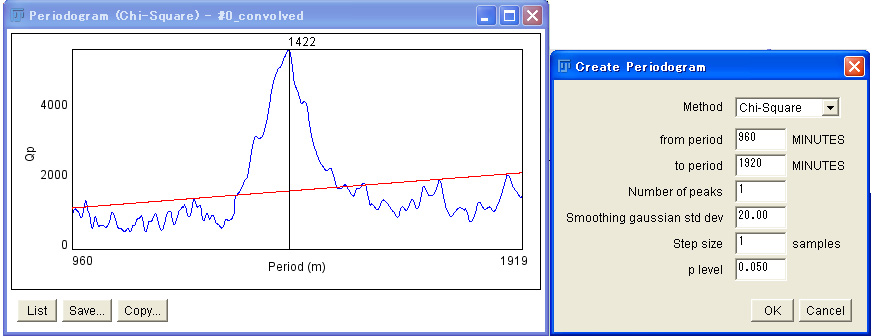 Periodogram (Chi-Square) - #0_convolved
1422
4000
2000
0
Qp
960
1919
Period (m)
List
Save...
Copy...
Create Periodogram
Method
Chi-Square
from period
960
MINUTES
to period
1920
MINUTES
Number of peaks
1
Smoothing gaussian std dev
20.00
Step size
1
samples
p level
0.050
OK
Cancel